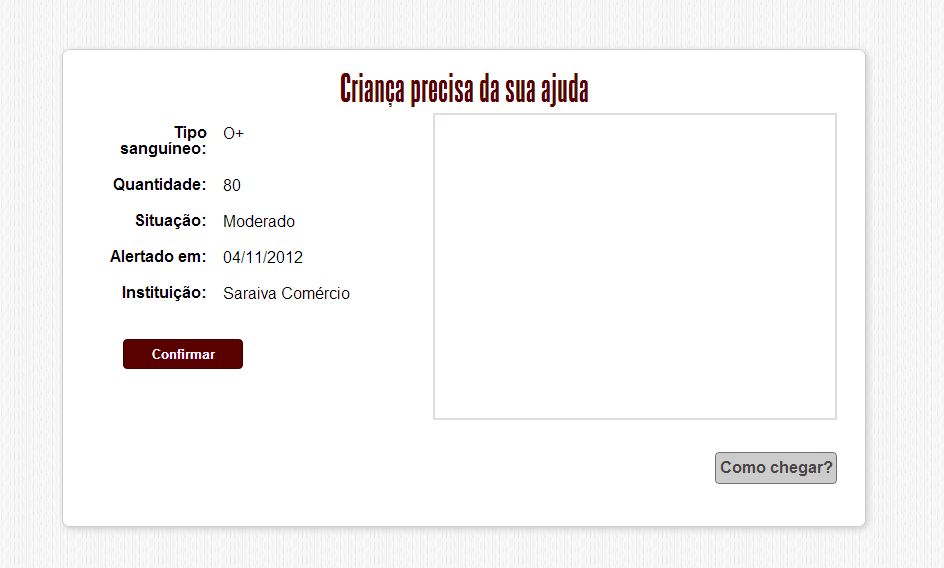 Criança precisa da sua ajuda
Tipo
sanguíneo:
O+
Quantidade: 80
Situação: Moderado
Alertado em: 04/11/2012
Instituição: Saraiva Comércio
Confirmar
Como chegar?